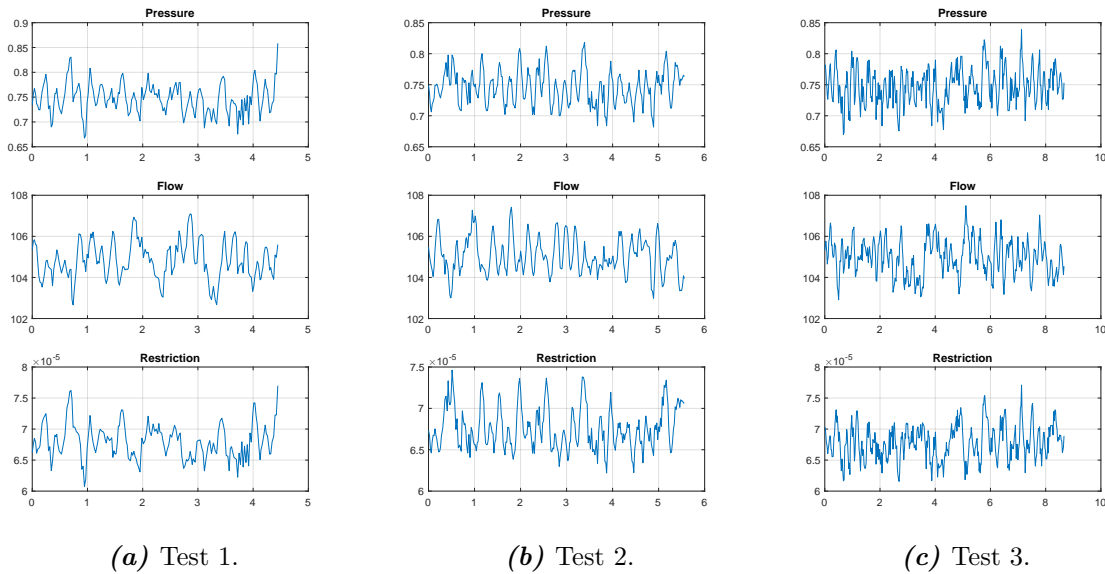 Pressure
0.9
0.85
0.8
0.75
0.7
0.65
0 1 2 3 4 5
Flow
108
106
104
102
0 1 2 3 4 5
Restriction
×10-5
8
7.5
7
6.5
6
0 1 2 3 4 5
(a) Test 1.
Pressure
0.85
0.8
0.75
0.7
0.65
0 1 2 3 4 5 6
Flow
108
106
104
102
0 1 2 3 4 5 6
Restriction
×10-5
7.5
7
6.5
6
0 1 2 3 4 5 6
(b) Test 2.
Pressure
0.85
0.8
0.75
0.7
0.65
0 2 4 6 8 10
Flow
108
106
104
102
0 2 4 6 8 10
Restriction
×10-5
8
7.5
7
6.5
6
0 2 4 6 8 10
(c) Test 3.